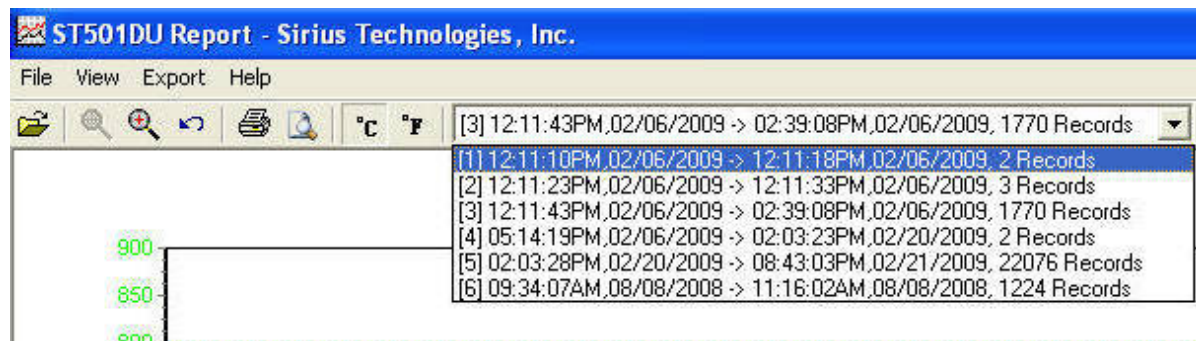 ST501DU Report - Sirius Technologies, Inc.
File View Export Help
°C °F [3] 12:11:43PM,02/06/2009 -> 02:39:08PM,02/06/2009, 1770 Records
[1] 12:11:10PM,02/06/2009 -> 12:11:18PM,02/06/2009, 2 Records
[2] 12:11:23PM,02/06/2009 -> 12:11:33PM,02/06/2009, 3 Records
[3] 12:11:43PM,02/06/2009 -> 02:39:08PM,02/06/2009, 1770 Records
[4] 05:14:19PM,02/06/2009 -> 02:03:23PM,02/20/2009, 2 Records
[5] 02:03:28PM,02/20/2009 -> 08:43:03PM,02/21/2009, 22076 Records
[6] 09:34:07AM,08/08/2008 -> 11:16:02AM,08/08/2008, 1224 Records
900
850